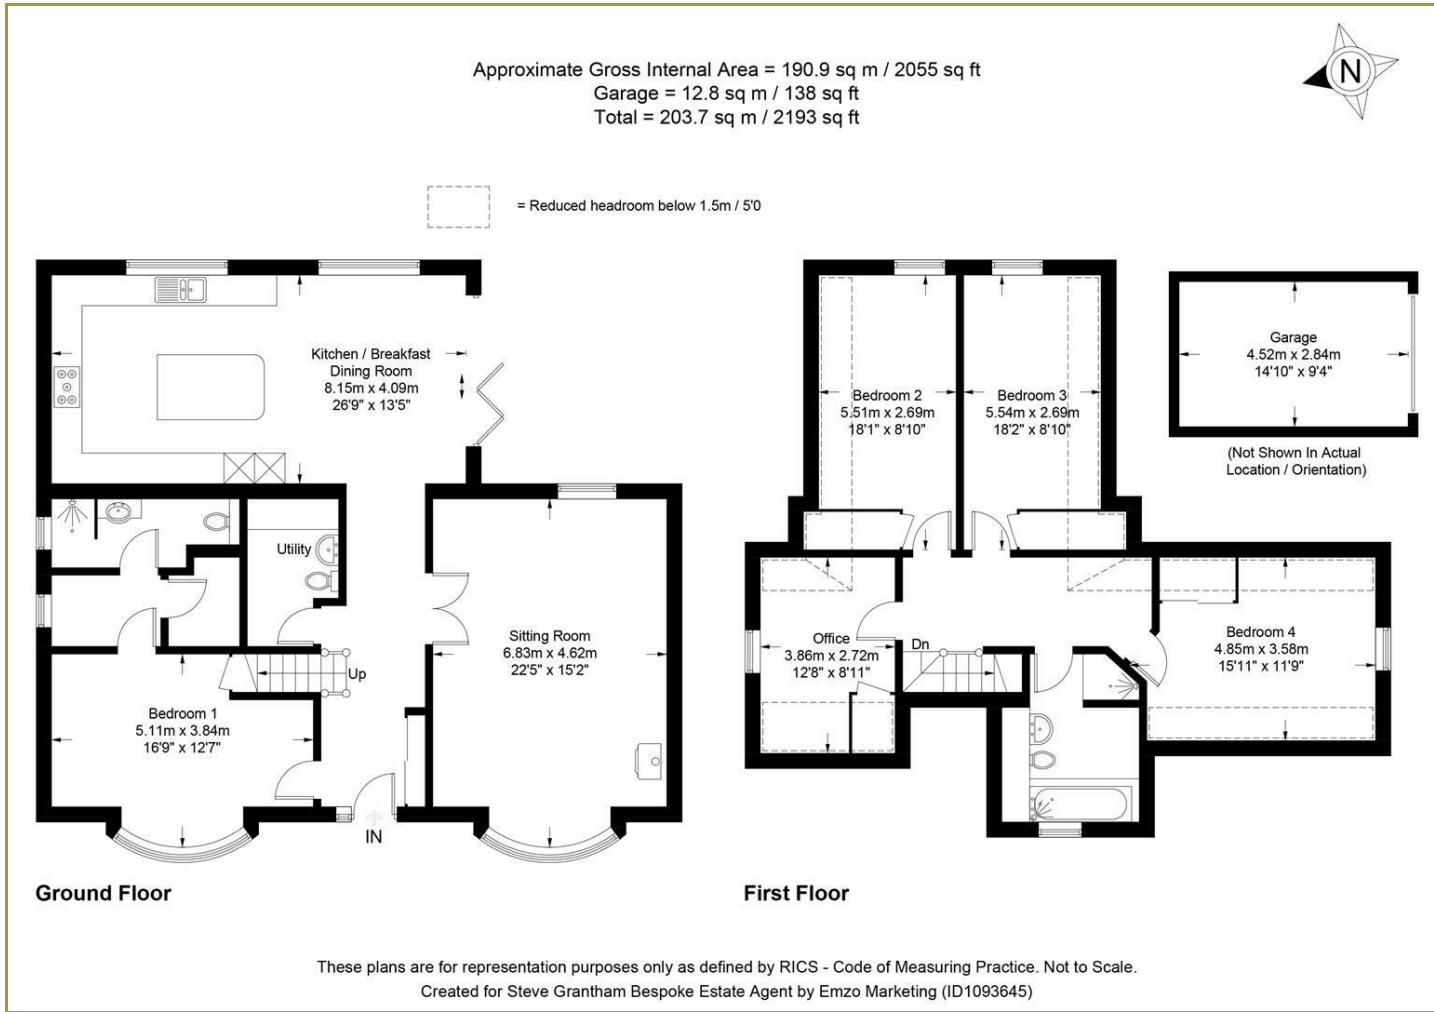 Approximate Gross Internal Area = 190.9 sq m / 2055 sq ft
Garage = 12.8 sq m / 138 sq ft
Total = 203.7 sq m / 2193 sq ft
N
= Reduced headroom below 1.5m / 5'0
Kitchen / Breakfast
Dining Room
8.15m x 4.09m
26'9" x 13'5"
Utility
Sitting Room
6.83m x 4.62m
22'5" x 15'2"
Up
Bedroom 1
5.11m x 3.84m
16'9" x 12'7"
IN
Ground Floor
Bedroom 2
5.51m x 2.69m
18'1" x 8'10"
Bedroom 3
5.54m x 2.69m
18'2" x 8'10"
Garage
4.52m x 2.84m
14'10" x 9'4"
(Not Shown In Actual
Location / Orientation)
Office
3.86m x 2.72m
12'8" x 8'11"
Dn
Bedroom 4
4.85m x 3.58m
15'11" x 11'9"
First Floor
These plans are for representation purposes only as defined by RICS - Code of Measuring Practice. Not to Scale.
Created for Steve Grantham Bespoke Estate Agent by Emzo Marketing (ID1093645)